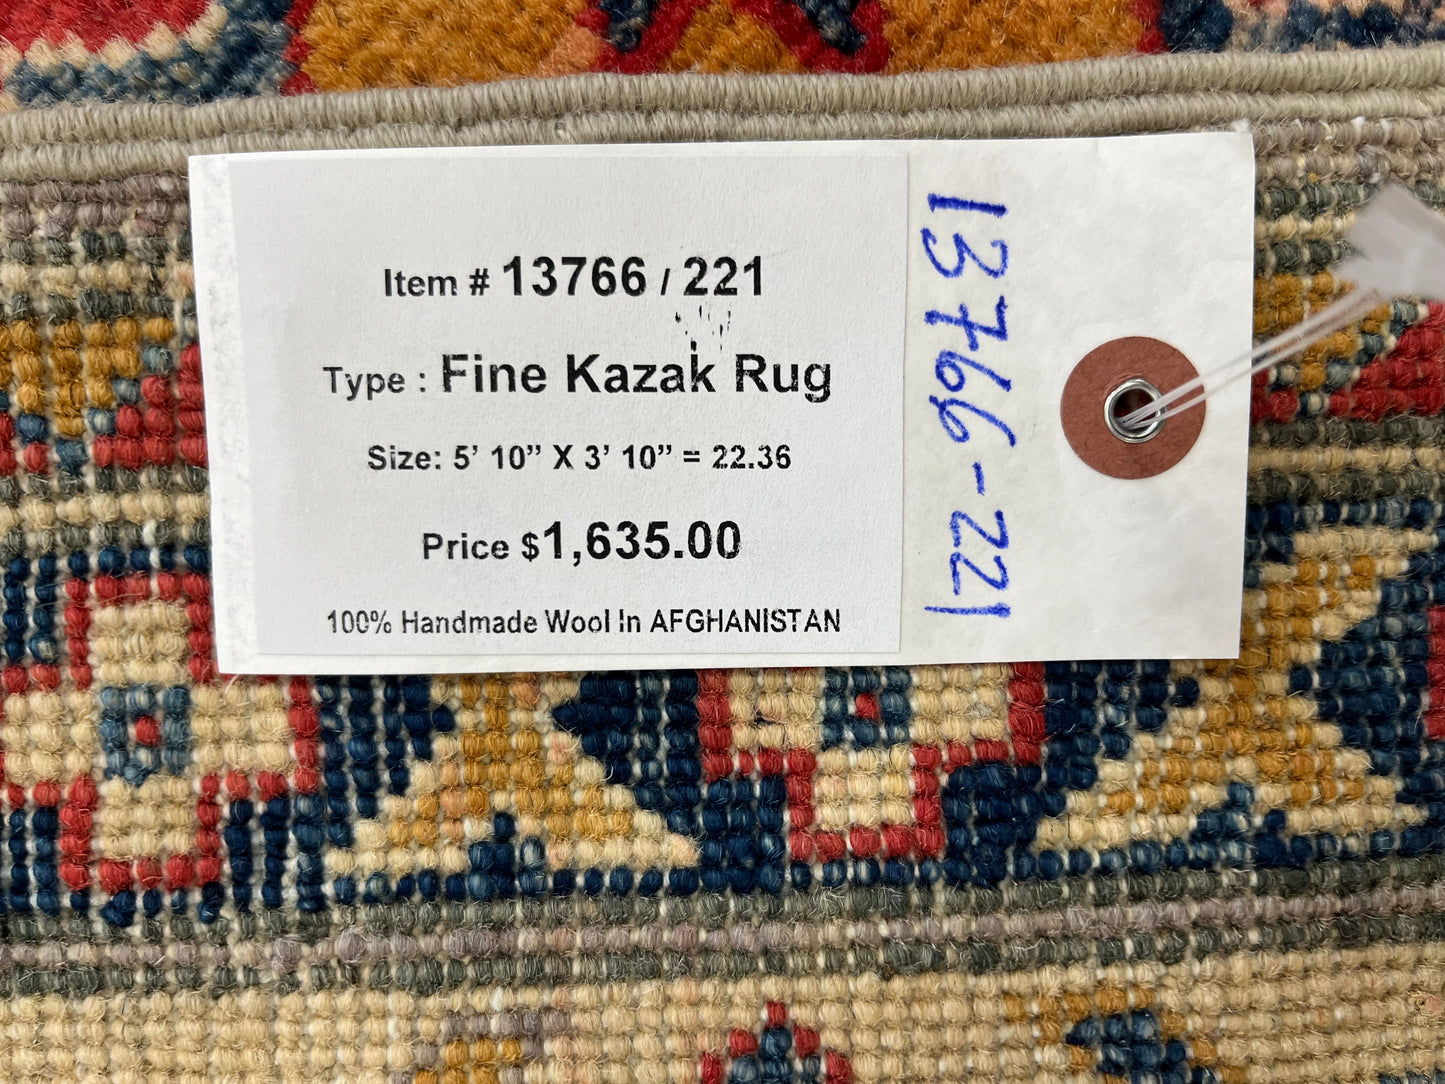 Item # 13766 / 221
Type : Fine Kazak Rug
Size: 5’ 10” X 3’ 10” = 22.36
Price $1,635.00
100% Handmade Wool In AFGHANISTAN
13766-221